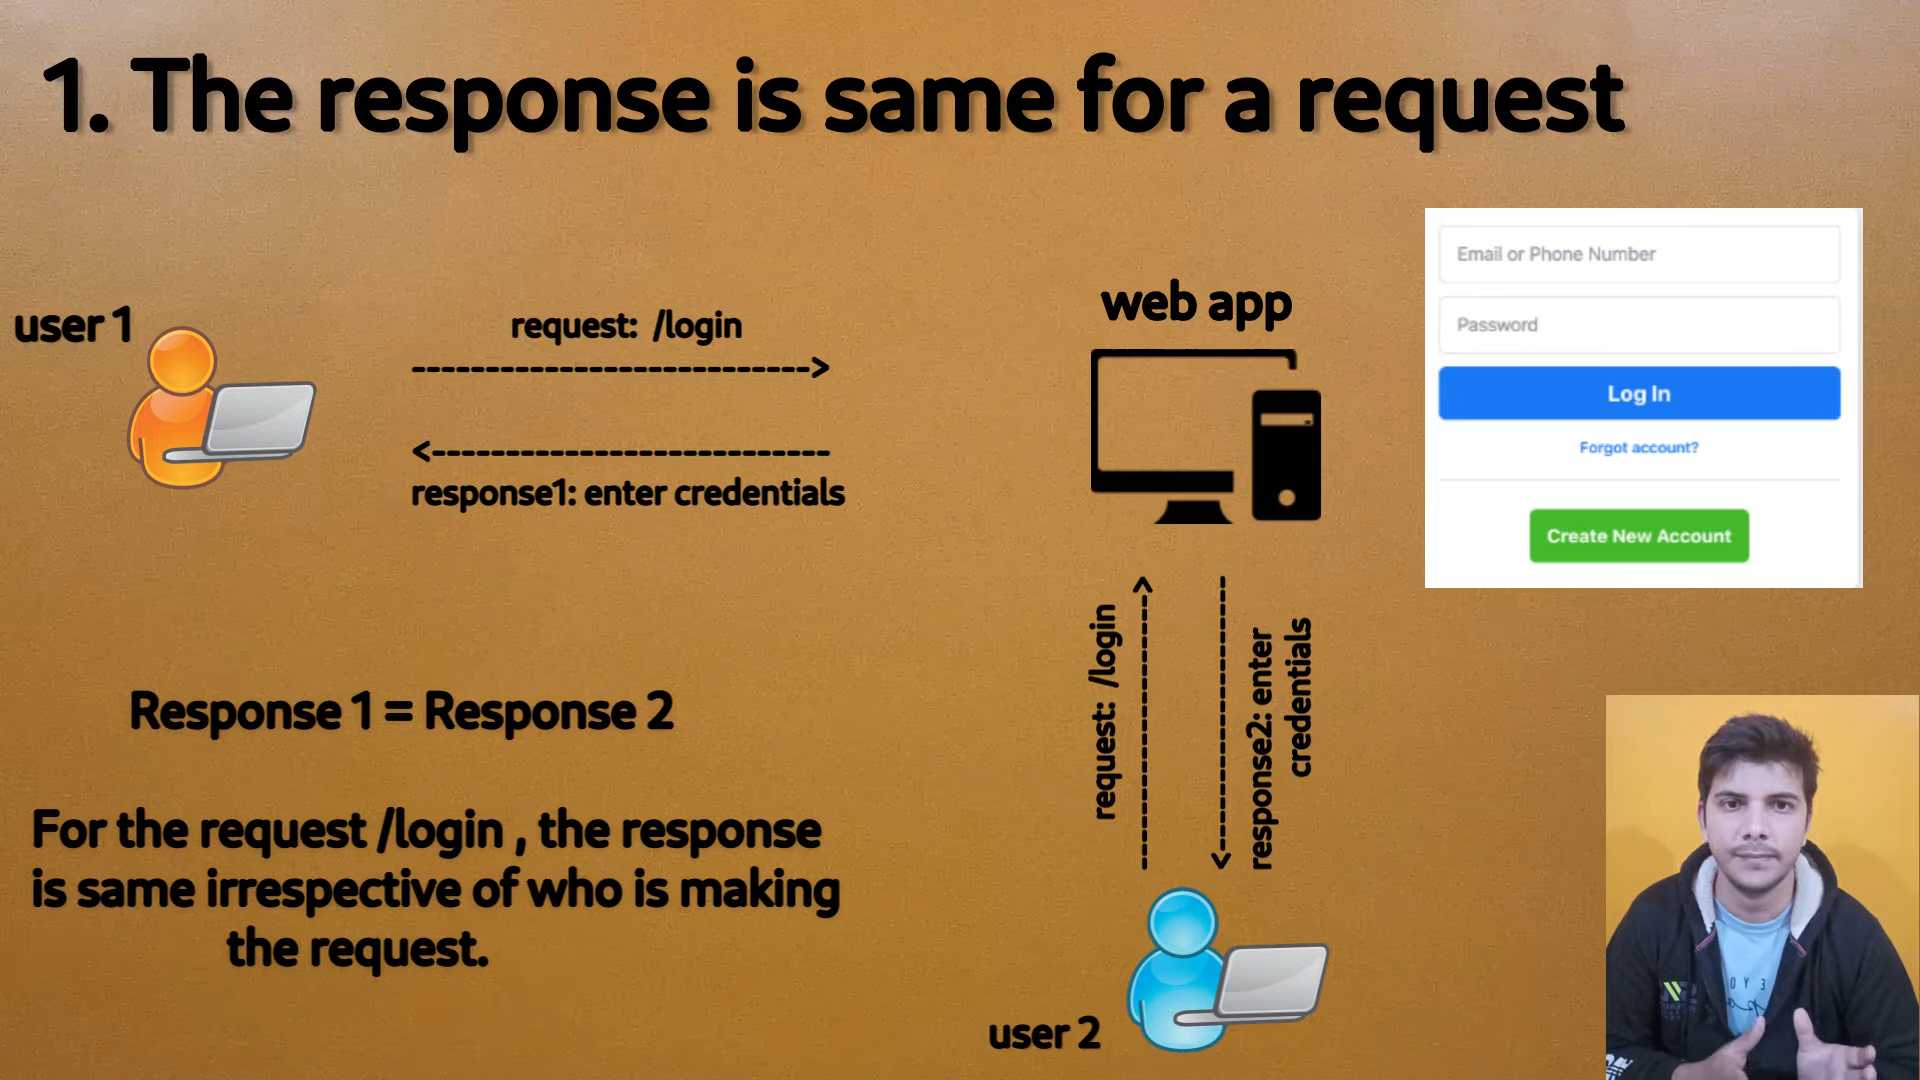 1. The response is same for a request
user 1
request: /login
-------------------------->
<--------------------------
response1: enter credentials
web app
Email or Phone Number
Password
Log In
Forgot account?
Create New Account
request: /login
response2: enter
credentials
Response 1 = Response 2
For the request /login , the response
is same irrespective of who is making
the request.
user 2